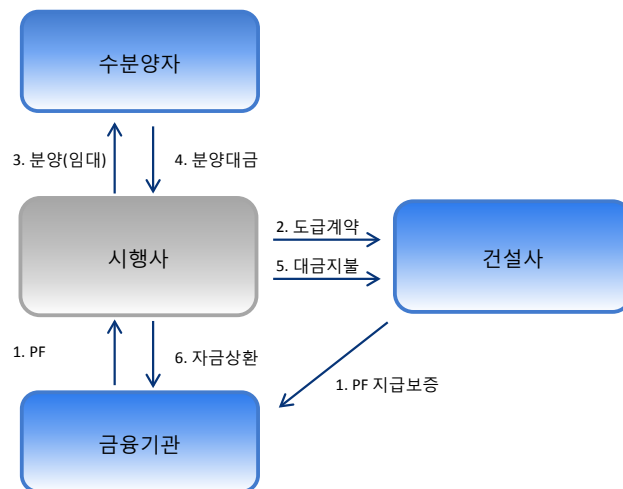 수분양자
3. 분양(임대)
4. 분양대금
시행사
2. 도급계약
5. 대금지불
건설사
1. PF
6. 자금상환
1. PF 지급보증
금융기관